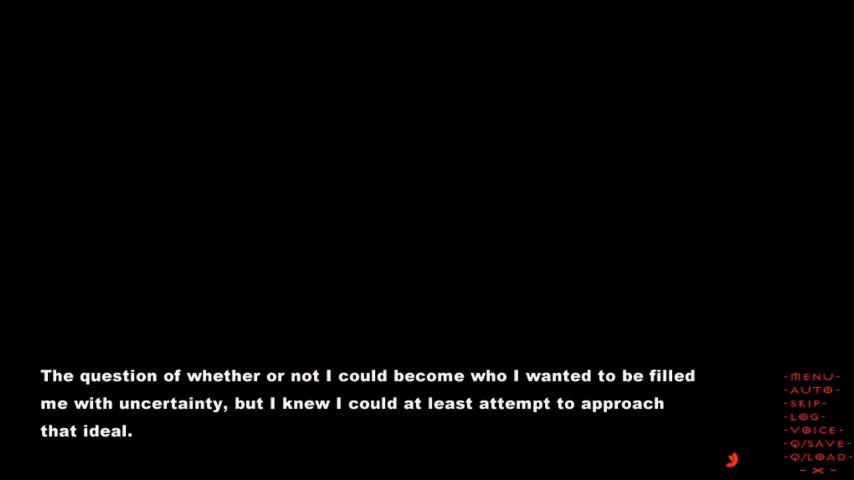 The question of whether or not I could become who I wanted to be filled
me with uncertainty, but I knew I could at least attempt to approach
that ideal.
-MENU-
-AUTO-
-SKIP-
-LOG-
-VOICE-
-Q/SAVE-
-Q/LOAD-
-X-